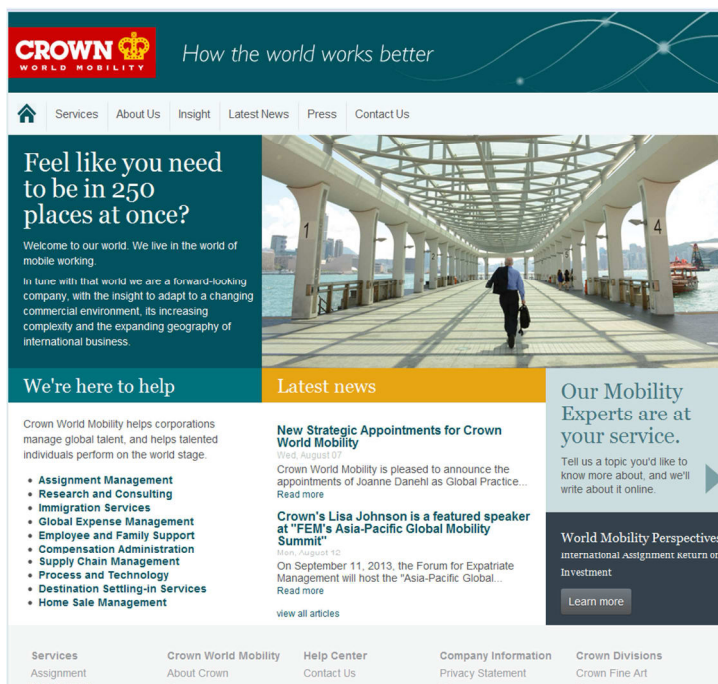 CROWN
WORLD MOBILITY
How the world works better
Services
About Us
Insight
Latest News
Press
Contact Us
Feel like you need
to be in 250
places at once?
Welcome to our world. We live in the world of
mobile working.
In tune with that world we are a forward-looking
company, with the insight to adapt to a changing
commercial environment, its increasing
complexity and the expanding geography of
international business.
1
4
We're here to help
Crown World Mobility helps corporations
manage global talent, and helps talented
individuals perform on the world stage.
Assignment Management
Research and Consulting
Immigration Services
Global Expense Management
Employee and Family Support
Compensation Administration
Supply Chain Management
Process and Technology
Destination Settling-in Services
Home Sale Management
Latest news
New Strategic Appointments for Crown
World Mobility
Wed, August 07
Crown World Mobility is pleased to announce the
appointments of Joanne Danehl as Global Practice...
Read more
Crown's Lisa Johnson is a featured speaker
at "FEM's Asia-Pacific Global Mobility
Summit"
Mon, August 12
On September 11, 2013, the Forum for Expatriate
Management will host the "Asia-Pacific Global...
Read more
view all articles
Our Mobility
Experts are at
your service.
Tell us a topic you'd like to
know more about, and we'll
write about it online.
World Mobility Perspectives
International Assignment Return on
Investment
Learn more
Services
Crown World Mobility
Help Center
Company Information
Crown Divisions
Assignment
About Crown
Contact Us
Privacy Statement
Crown Fine Art